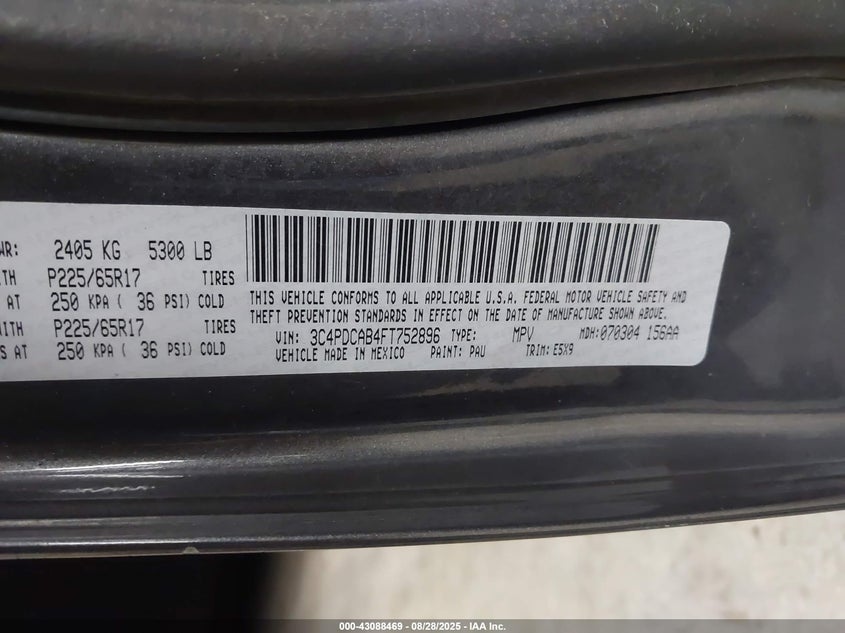 WR: 2405 KG 5300 LB
ITH P225/65R17 TIRES
AT 250 KPA ( 36 PSI) COLD
WITH P225/65R17 TIRES
S AT 250 KPA ( 36 PSI) COLD
THIS VEHICLE CONFORMS TO ALL APPLICABLE U.S.A. FEDERAL MOTOR VEHICLE SAFETY AND
THEFT PREVENTION STANDARDS IN EFFECT ON THE DATE OF MANUFACTURE SHOWN ABOVE.
VIN: 3C4PDCAB4FT752896 TYPE: MPV MDH:070304 156AA
VEHICLE MADE IN MEXICO PAINT: PAU TRIM: E5X9
000-43088469 - 08/28/2025 - IAA Inc.